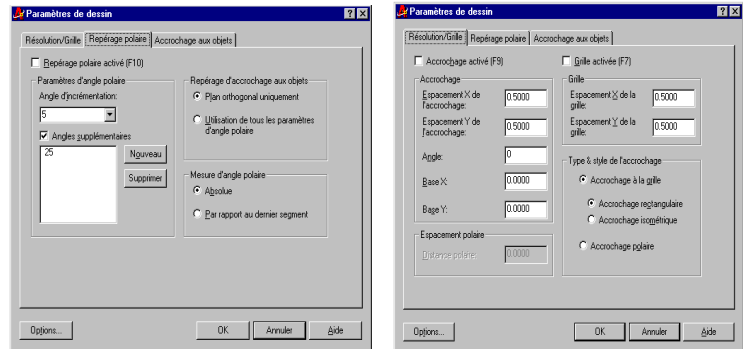 Paramètres de dessin
Résolution/Grille Repérage polaire Accrochage aux objets
Repérage polaire activé (F10)
Paramètres d'angle polaire
Angle d'incrémentation:
5
Angles supplémentaires
25
Nouveau
Supprimer
Repérage d'accrochage aux objets
Plan orthogonal uniquement
Utilisation de tous les paramètres
d'angle polaire
Mesure d'angle polaire
Absolue
Par rapport au dernier segment
Options... OK Annuler Aide
Paramètres de dessin
Résolution/Grille Repérage polaire Accrochage aux objets
Accrochage activé (F9)
Accrochage
Espacement X de
l'accrochage:
0.5000
Espacement Y de
l'accrochage:
0.5000
Angle:
0
Base X:
0.0000
Base Y:
0.0000
Espacement polaire
Distance polaire:
0.0000
Grille activée (F7)
Grille
Espacement X de la
grille:
0.5000
Espacement Y de la
grille:
0.5000
Type & style de l'accrochage
Accrochage à la grille
Accrochage rectangulaire
Accrochage isométrique
Accrochage polaire
Options... OK Annuler Aide